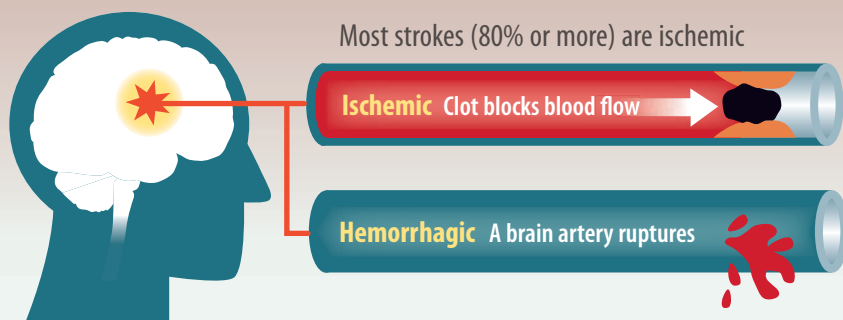 Most strokes (80% or more) are ischemic
Ischemic Clot blocks blood flow
Hemorrhagic A brain artery ruptures